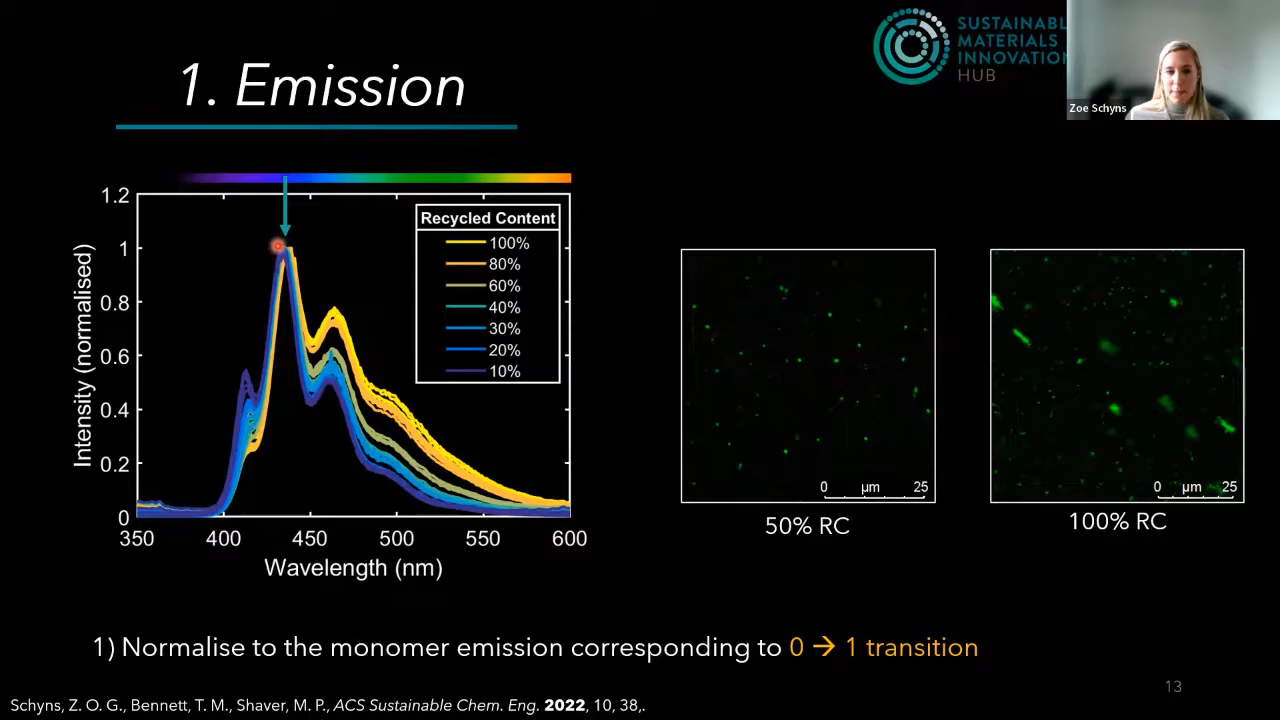 1. Emission
SUSTAINABL
MATERIALS
INNOVATION
HUB
Zoe Schyns
1.2
1
0.8
0.6
0.4
0.2
0
Intensity (normalised)
350 400 450 500 550 600
Wavelength (nm)
Recycled Content
100%
80%
60%
40%
30%
20%
10%
0 µm 25
50% RC
0 µm 25
100% RC
1) Normalise to the monomer emission corresponding to 0 → 1 transition
13
Schyns, Z. O. G., Bennett, T. M., Shaver, M. P., ACS Sustainable Chem. Eng. 2022, 10, 38,.